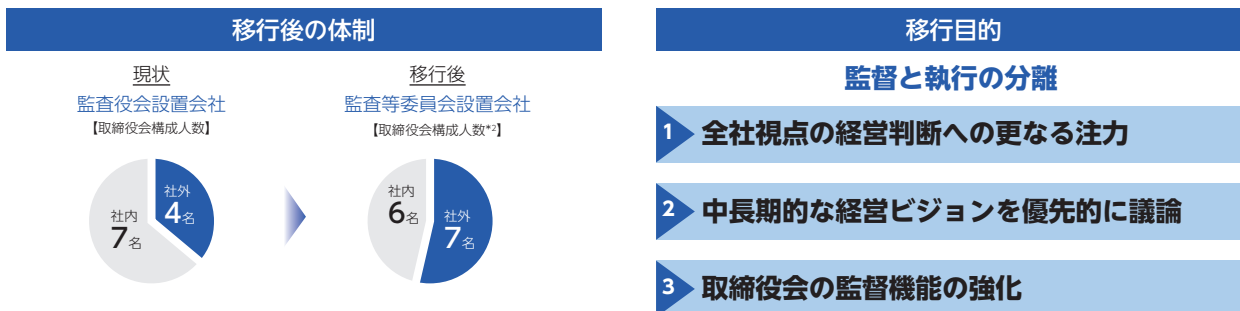 移行後の体制
現状
監査役会設置会社
【取締役会構成人数】
社内
7名
社外
4名
移行後
監査等委員会設置会社
【取締役会構成人数*2】
社内
6名
社外
7名
移行目的
監督と執行の分離
1 全社視点の経営判断への更なる注力
2 中長期的な経営ビジョンを優先的に議論
3 取締役会の監督機能の強化